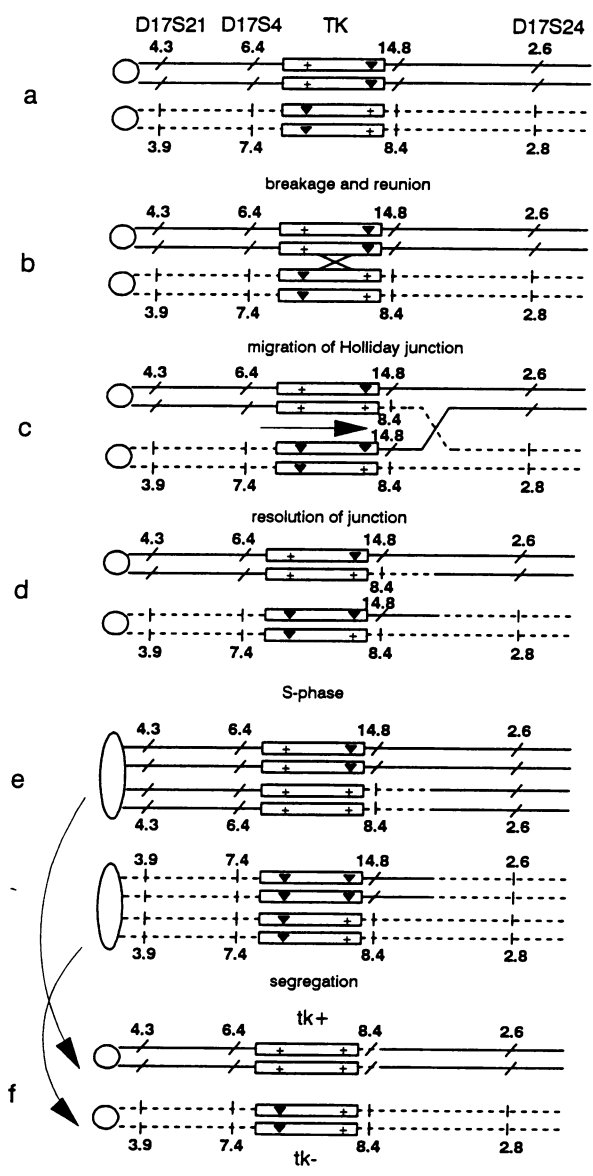 D17S21 D17S4 TK D17S24
4.3 6.4 14.8 2.6
+
+
a
+
+
3.9 7.4 8.4 2.8
breakage and reunion
4.3 6.4 14.8 2.6
+
+
b
+
+
3.9 7.4 8.4 2.8
migration of Holliday junction
4.3 6.4 14.8 2.6
+
+ +
8.4
c
14.8
+
3.9 7.4 8.4 2.8
resolution of junction
4.3 6.4 14.8 2.6
+
+ +
8.4
d
14.8
+
3.9 7.4 8.4 2.8
S-phase
4.3 6.4 14.8 2.6
+
+
e
+ +
+ +
4.3 6.4 8.4 2.6
3.9 7.4 14.8 2.6
+
+
3.9 7.4 8.4 2.8
segregation
tk+
4.3 6.4 8.4 2.6
+ +
+ +
f
+
+
3.9 7.4 8.4 2.8
tk-